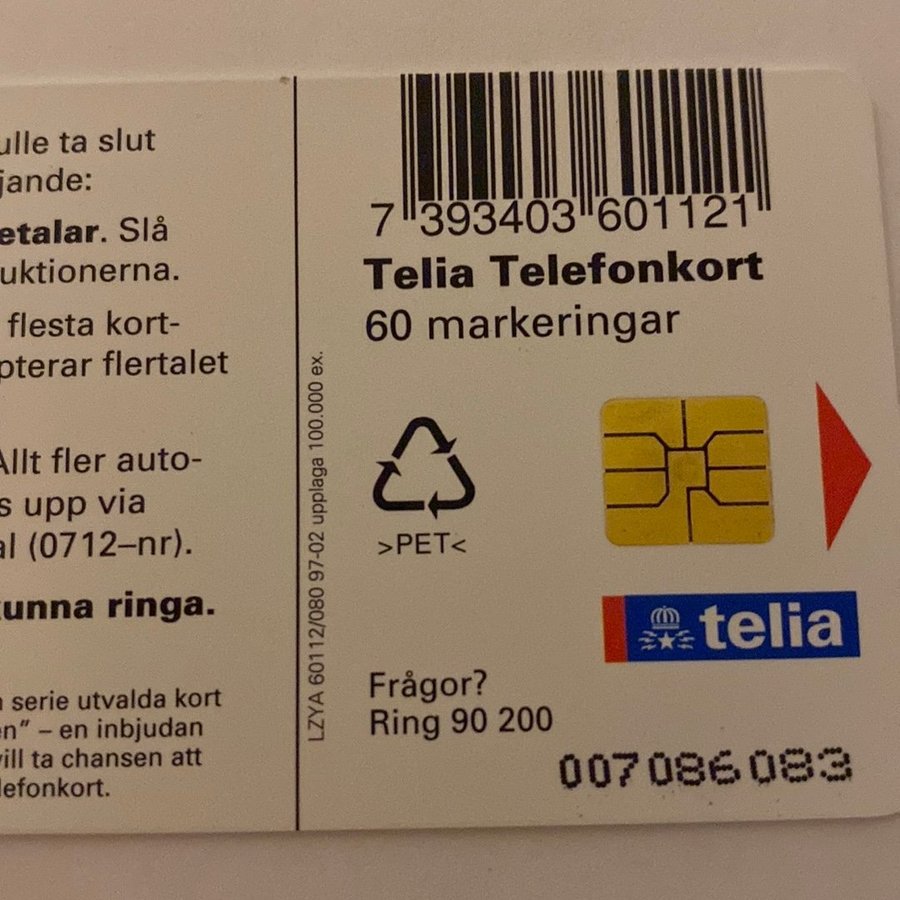 ulle ta slut
jande:
etalar. Slå
uktionerna.
flesta kort-
pterar flertalet
Allt fler auto-
s upp via
al (0712–nr).
kunna ringa.
serie utvalda kort
en” – en inbjudan
vill ta chansen att
lefonkort.
LZYA 60112/080 97-02 upplaga 100.000 ex.
7 393403 601121
Telia Telefonkort
60 markeringar
>PET<
telia
Frågor?
Ring 90 200
007086083